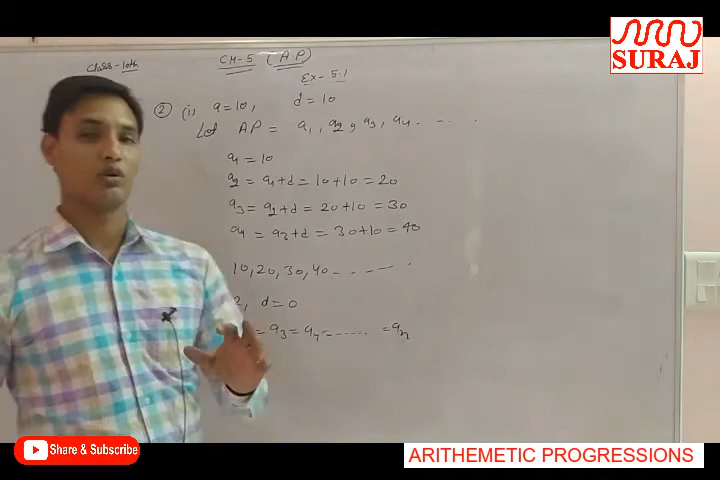 SURAJ
Class-10th
CH-5 (AP)
Ex-5.1
② (i) a=10, d=10
Let AP = a₁, a₂, a₃, a₄- - ... .
a₁ = 10
a₂ = a₁+d = 10+10 = 20
a₃ = a₂+d = 20+10 = 30
a₄ = a₃+d = 30+10 = 40
10, 20, 30, 40 - - - - - .
2, d=0
= a₃ = a₄ - - - ..... = aₙ
Share & Subscribe
ARITHEMETIC PROGRESSIONS